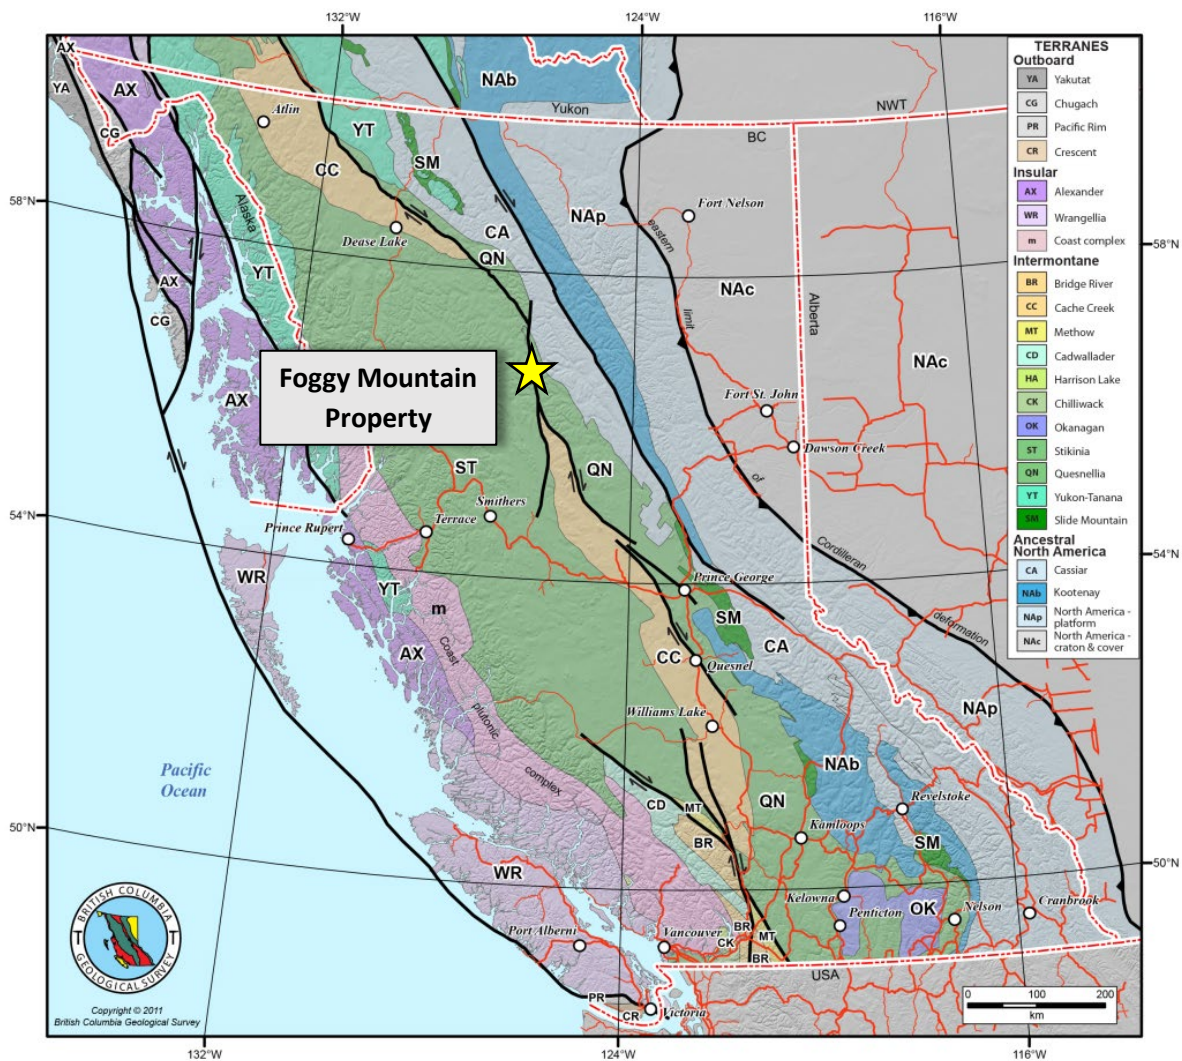 132°W
124°W
116°W
AX
YA
AX
CG
Atlin
CC
YT
SM
NAb
Yukon
NWT
BC
58°N
Alaska
YT
Dease Lake
CA
QN
NAp
Fort Nelson
eastern
limit
NAc
Alberta
58°N
AX
CG
AX
Foggy Mountain
Property
NAc
Fort St. John
Dawson Creek
of
Cordilleran
deformation
ST
QN
Smithers
Terrace
Prince Rupert
54°N
54°N
WR
YT
m
AX
Coast
plutonic
complex
Prince George
SM
CA
CC
Quesnel
Williams Lake
NAp
NAb
Pacific
Ocean
CD
MT
BR
QN
Kamloops
Revelstoke
SM
50°N
50°N
WR
Kelowna
Penticton
OK
Nelson
Cranbrook
Port Alberni
Vancouver
CK
BR
MT
BR
USA
PR
CR
Victoria
TERRANES
Outboard
YA Yakutat
CG Chugach
PR Pacific Rim
CR Crescent
Insular
AX Alexander
WR Wrangellia
m Coast complex
Intermontane
BR Bridge River
CC Cache Creek
MT Methow
CD Cadwallader
HA Harrison Lake
CK Chilliwack
OK Okanagan
ST Stikinia
QN Quesnellia
YT Yukon-Tanana
SM Slide Mountain
Ancestral
North America
CA Cassiar
NAb Kootenay
NAp North America -
platform
NAc North America -
craton & cover
BRITISH COLUMBIA
GEOLOGICAL SURVEY
Copyright © 2011
British Columbia Geological Survey
0 100 200
km
132°W
124°W
116°W